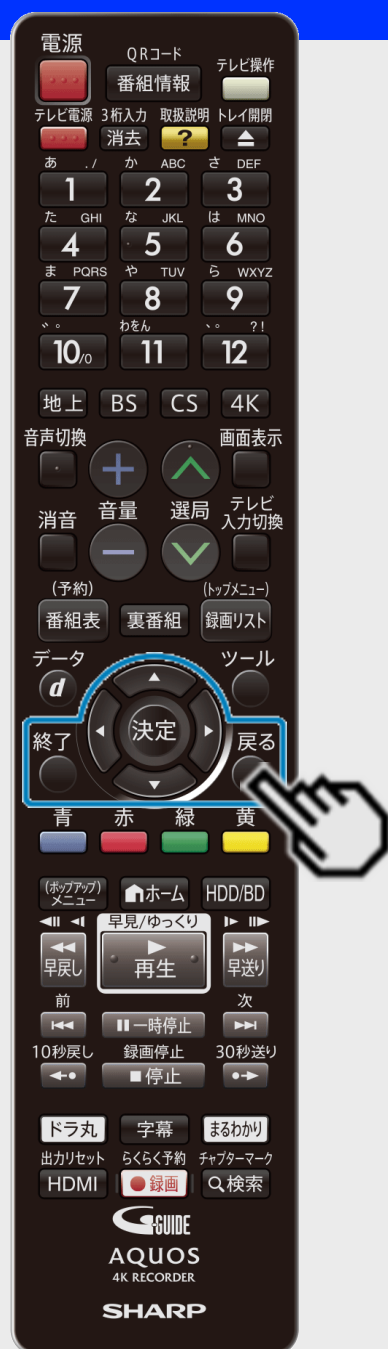 電源 QRコード テレビ操作
番組情報
テレビ電源 3桁入力 取扱説明 トレイ開閉
消去 ?
あ ./ か ABC さ DEF
1 2 3
た GHI な JKL は MNO
4 5 6
ま PQRS や TUV ら WXYZ
7 8 9
゛゜ わをん 、。 ?!
10/0 11 12
地上 BS CS 4K
音声切換 画面表示
消音 音量 選局 テレビ
入力切換
(予約) (トップメニュー)
番組表 裏番組 録画リスト
データ ツール
d
決定
終了 戻る
青 赤 緑 黄
(ポップアップ)
メニュー ホーム HDD/BD
早見/ゆっくり
早戻し 再生 早送り
前 次
一時停止
10秒戻し 録画停止 30秒送り
停止
ドラ丸 字幕 まるわかり
出力リセット らくらく予約 チャプターマーク
HDMI 録画 検索
G-GUIDE
AQUOS
4K RECORDER
SHARP